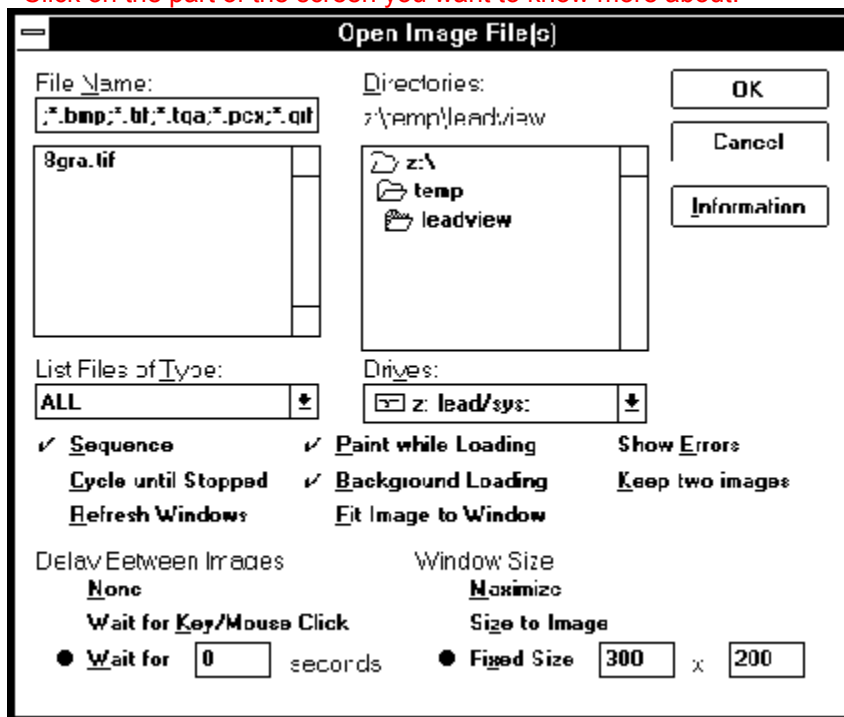 Click on the part of the screen you want to know more about.
Open Image File(s)
File Name:
;*.bmp;*.tif;*.tga;*.pcx;*.gif
8gra.tif
Directories:
z:\temp\leadview
z:\
temp
leadview
OK
Cancel
Information
List Files of Type:
ALL
Drives:
z: lead/sys:
✓ Sequence ✓ Paint while Loading Show Errors
Cycle until Stopped ✓ Background Loading Keep two images
Refresh Windows Fit Image to Window
Delay Between Images
None
Wait for Key/Mouse Click
Wait for 0 seconds
Window Size
Maximize
Size to Image
Fixed Size 300 x 200